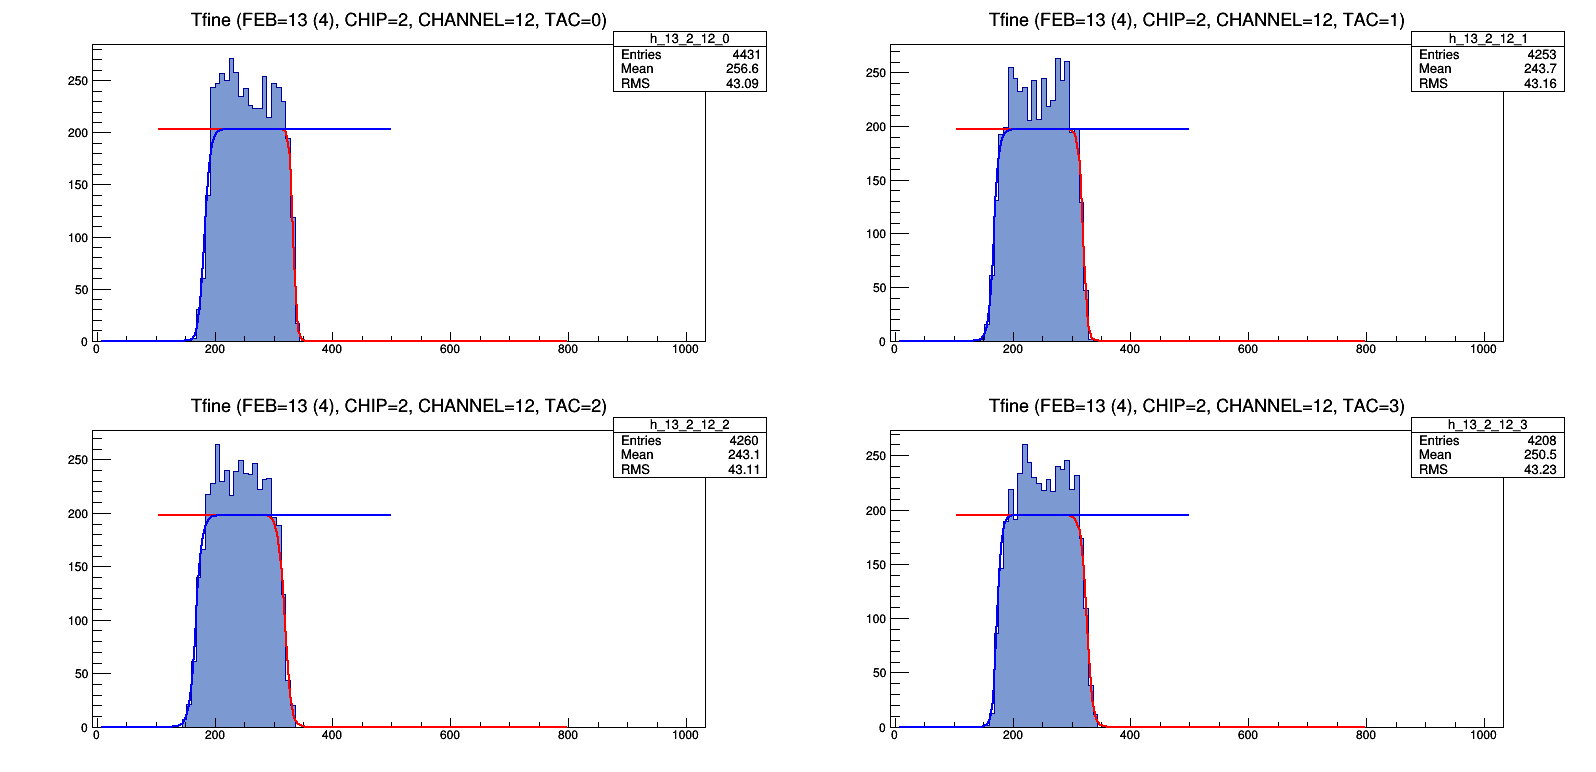 Tfine (FEB=13 (4), CHIP=2, CHANNEL=12, TAC=0)
h_13_2_12_0
Entries 4431
Mean 256.6
RMS 43.09
250
200
150
100
50
0
0 200 400 600 800 1000
Tfine (FEB=13 (4), CHIP=2, CHANNEL=12, TAC=1)
h_13_2_12_1
Entries 4253
Mean 243.7
RMS 43.16
250
200
150
100
50
0
0 200 400 600 800 1000
Tfine (FEB=13 (4), CHIP=2, CHANNEL=12, TAC=2)
h_13_2_12_2
Entries 4260
Mean 243.1
RMS 43.11
250
200
150
100
50
0
0 200 400 600 800 1000
Tfine (FEB=13 (4), CHIP=2, CHANNEL=12, TAC=3)
h_13_2_12_3
Entries 4208
Mean 250.5
RMS 43.23
250
200
150
100
50
0
0 200 400 600 800 1000